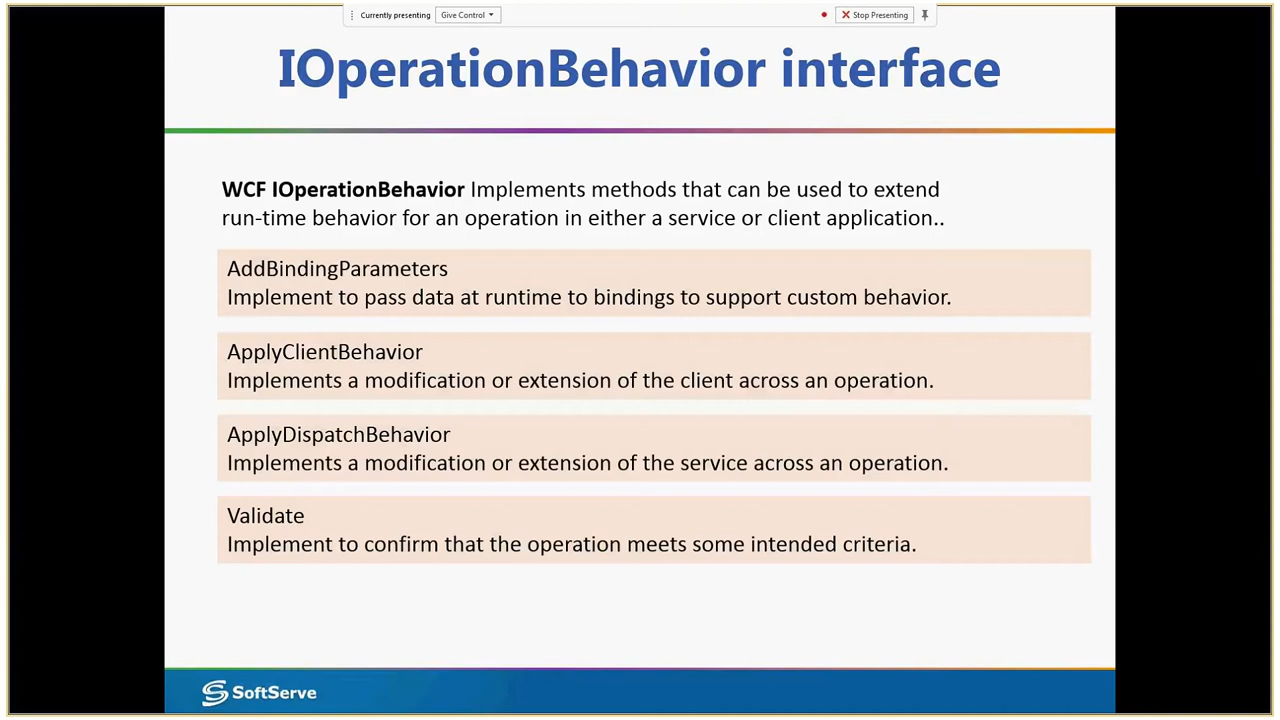 Currently presenting
Give Control
Stop Presenting
IOperationBehavior interface
WCF IOperationBehavior Implements methods that can be used to extend
run-time behavior for an operation in either a service or client application..
AddBindingParameters
Implement to pass data at runtime to bindings to support custom behavior.
ApplyClientBehavior
Implements a modification or extension of the client across an operation.
ApplyDispatchBehavior
Implements a modification or extension of the service across an operation.
Validate
Implement to confirm that the operation meets some intended criteria.
SoftServe